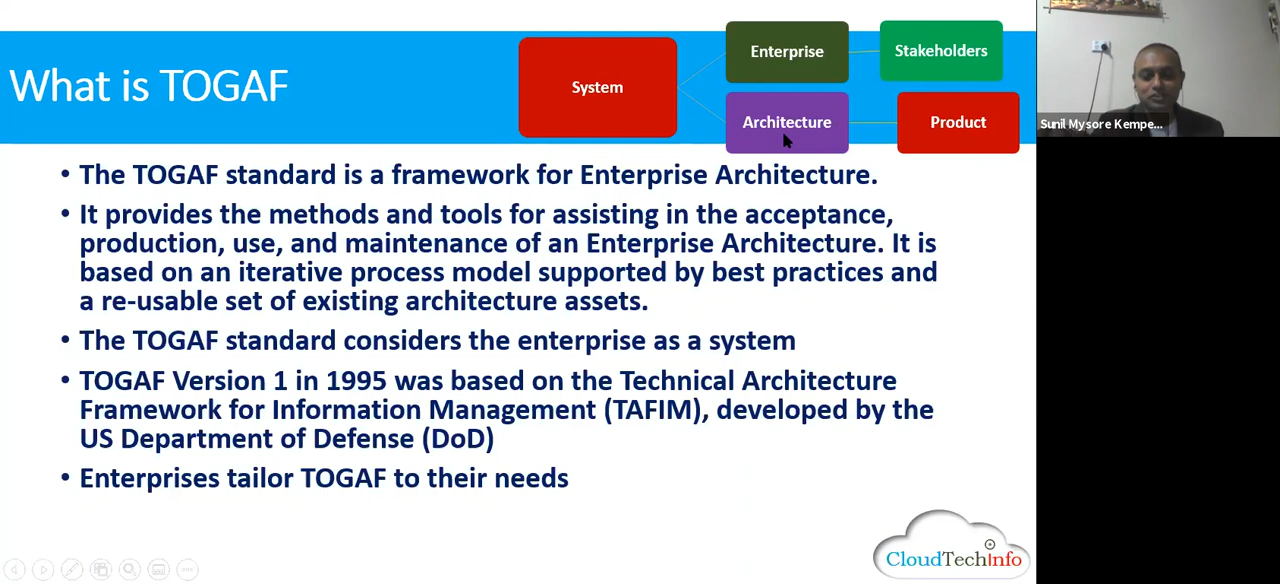 What is TOGAF
System
Enterprise
Stakeholders
Architecture
Product
• The TOGAF standard is a framework for Enterprise Architecture.
• It provides the methods and tools for assisting in the acceptance,
production, use, and maintenance of an Enterprise Architecture. It is
based on an iterative process model supported by best practices and
a re-usable set of existing architecture assets.
• The TOGAF standard considers the enterprise as a system
• TOGAF Version 1 in 1995 was based on the Technical Architecture
Framework for Information Management (TAFIM), developed by the
US Department of Defense (DoD)
• Enterprises tailor TOGAF to their needs
Sunil Mysore Kempe...
CloudTechInfo